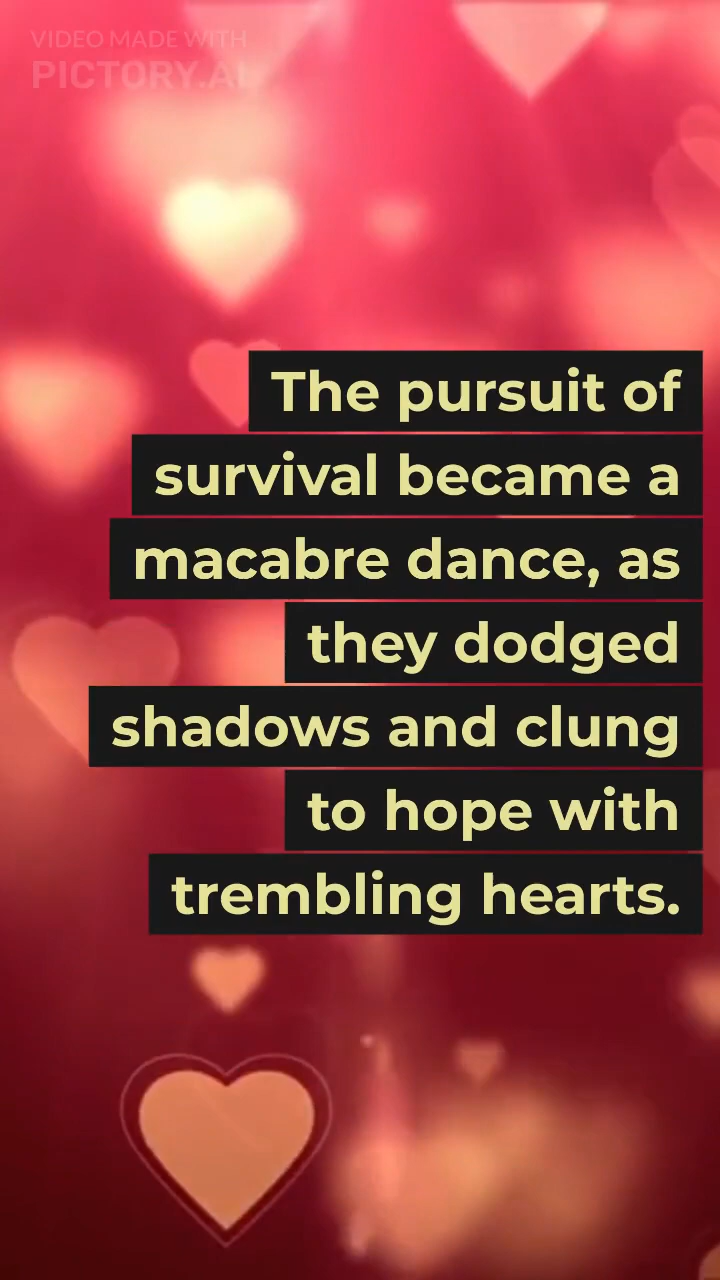 VIDEO MADE WITH
PICTORY.AI
The pursuit of
survival became a
macabre dance, as
they dodged
shadows and clung
to hope with
trembling hearts.